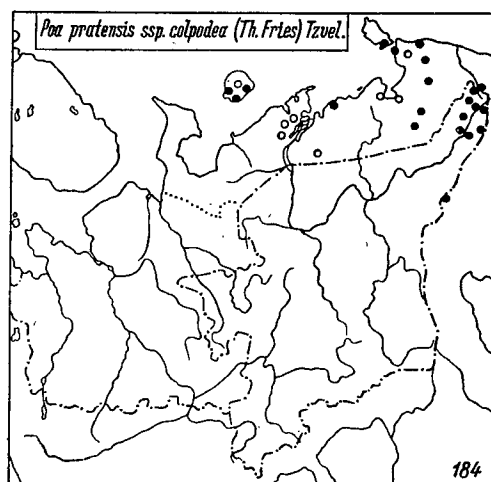 Poa pratensis ssp. colpodea (Th. Fries) Tzvel.
184